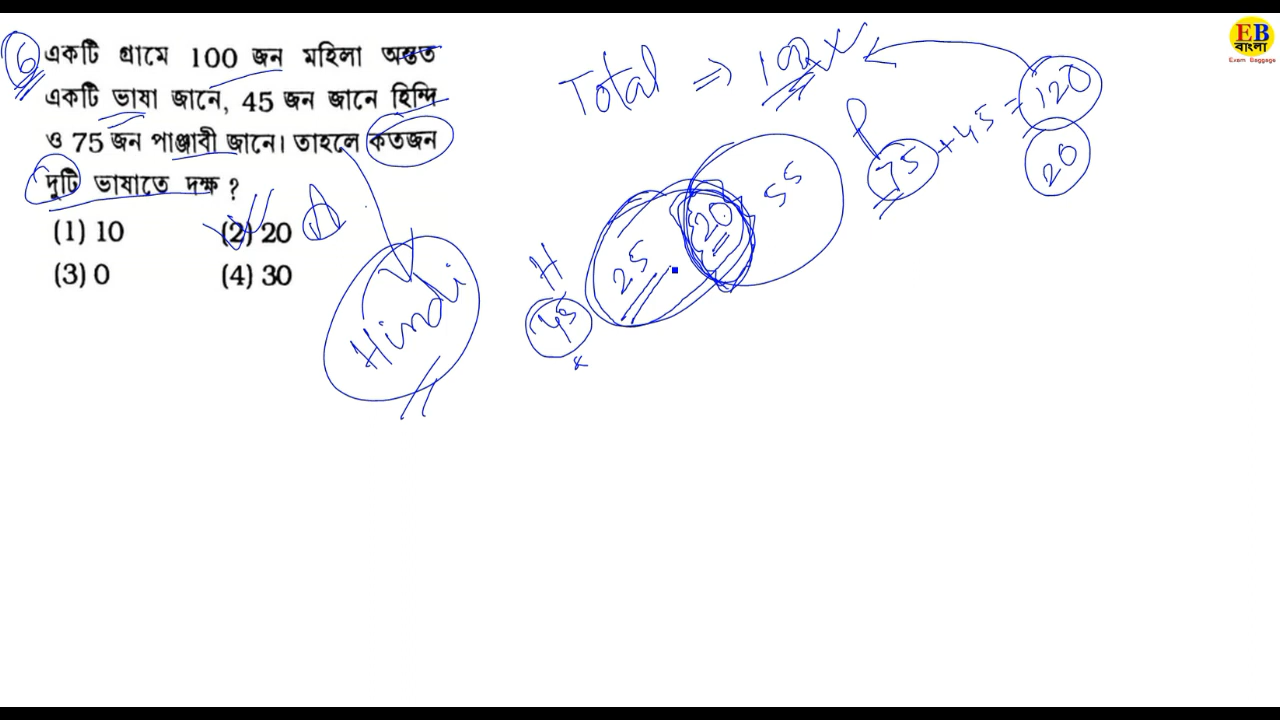 6 একটি গ্রামে 100 জন মহিলা অন্তত
একটি ভাষা জানে, 45 জন জানে হিন্দি
ও 75 জন পাঞ্জাবী জানে। তাহলে কতজন
দুটি ভাষাতে দক্ষ ?
(1) 10 (2) 20
(3) 0 (4) 30
Hindi
Total ⇒ 100
P
75 + 45 = 120
20
H
45
25 20 55
EB
বাংলা
Exam Baggage